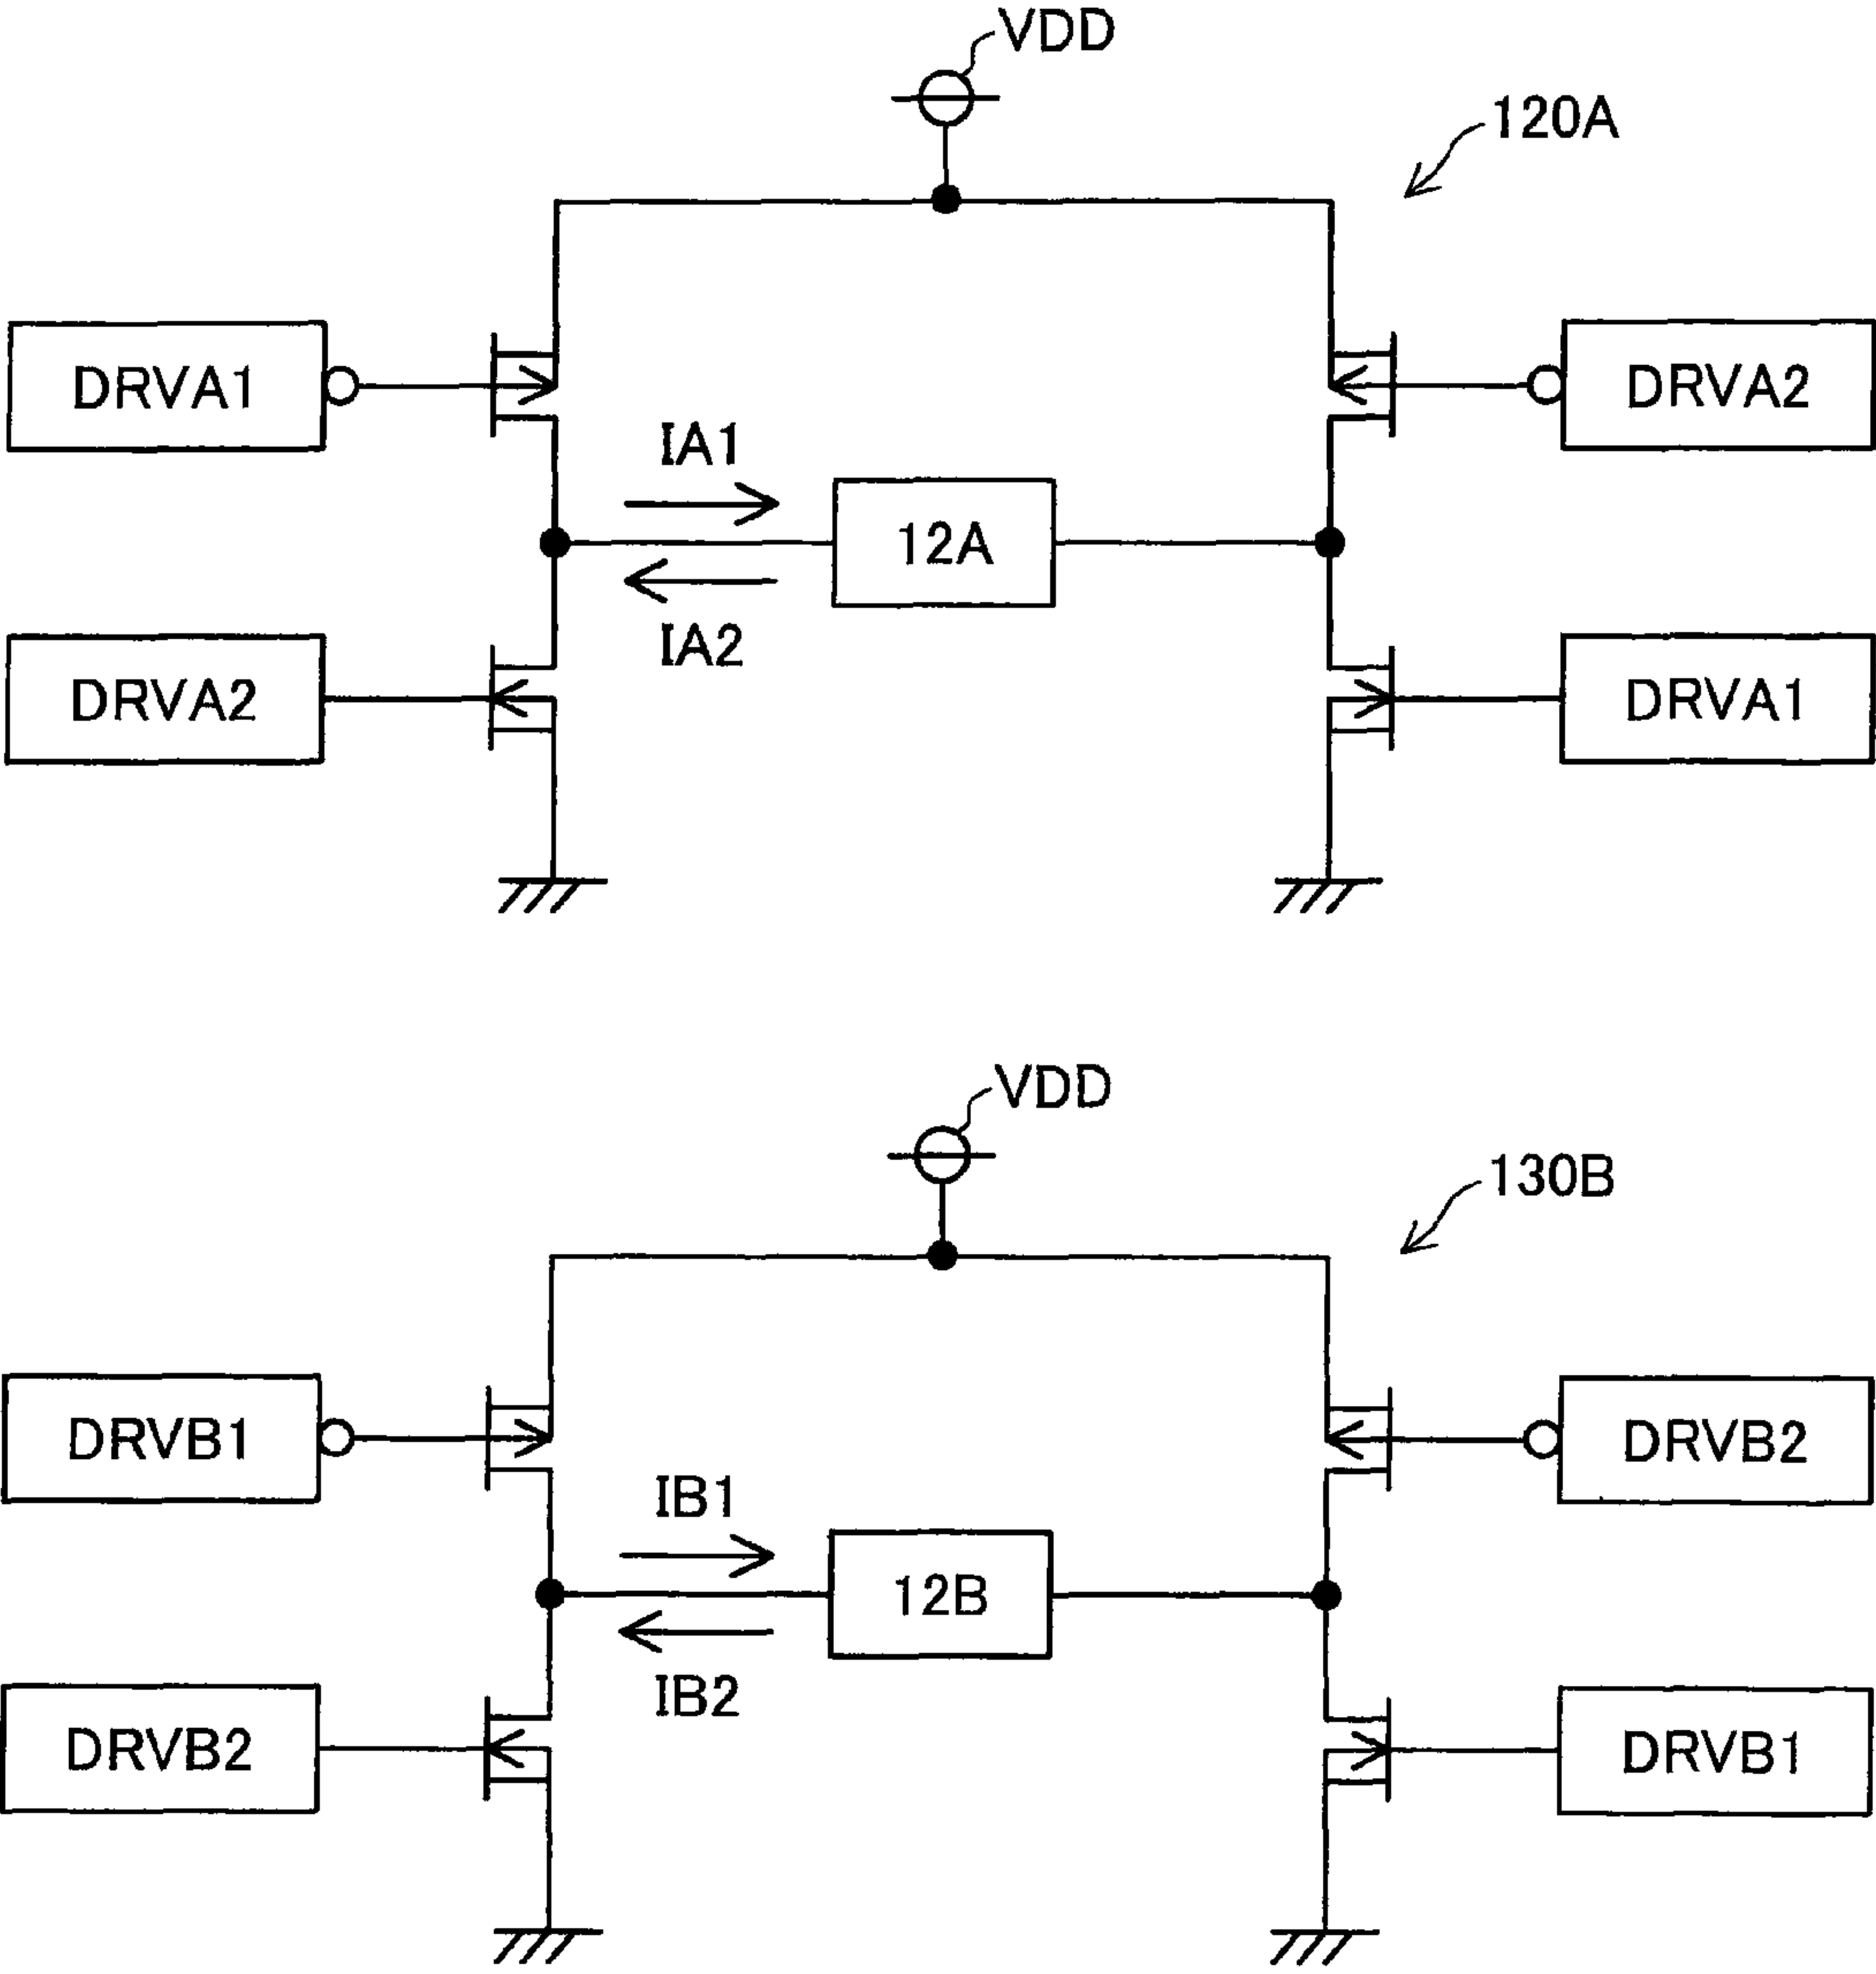 VDD
120A
DRVA1
DRVA2
IA1
12A
IA2
DRVA2
DRVA1
VDD
130B
DRVB1
DRVB2
IB1
12B
IB2
DRVB2
DRVB1